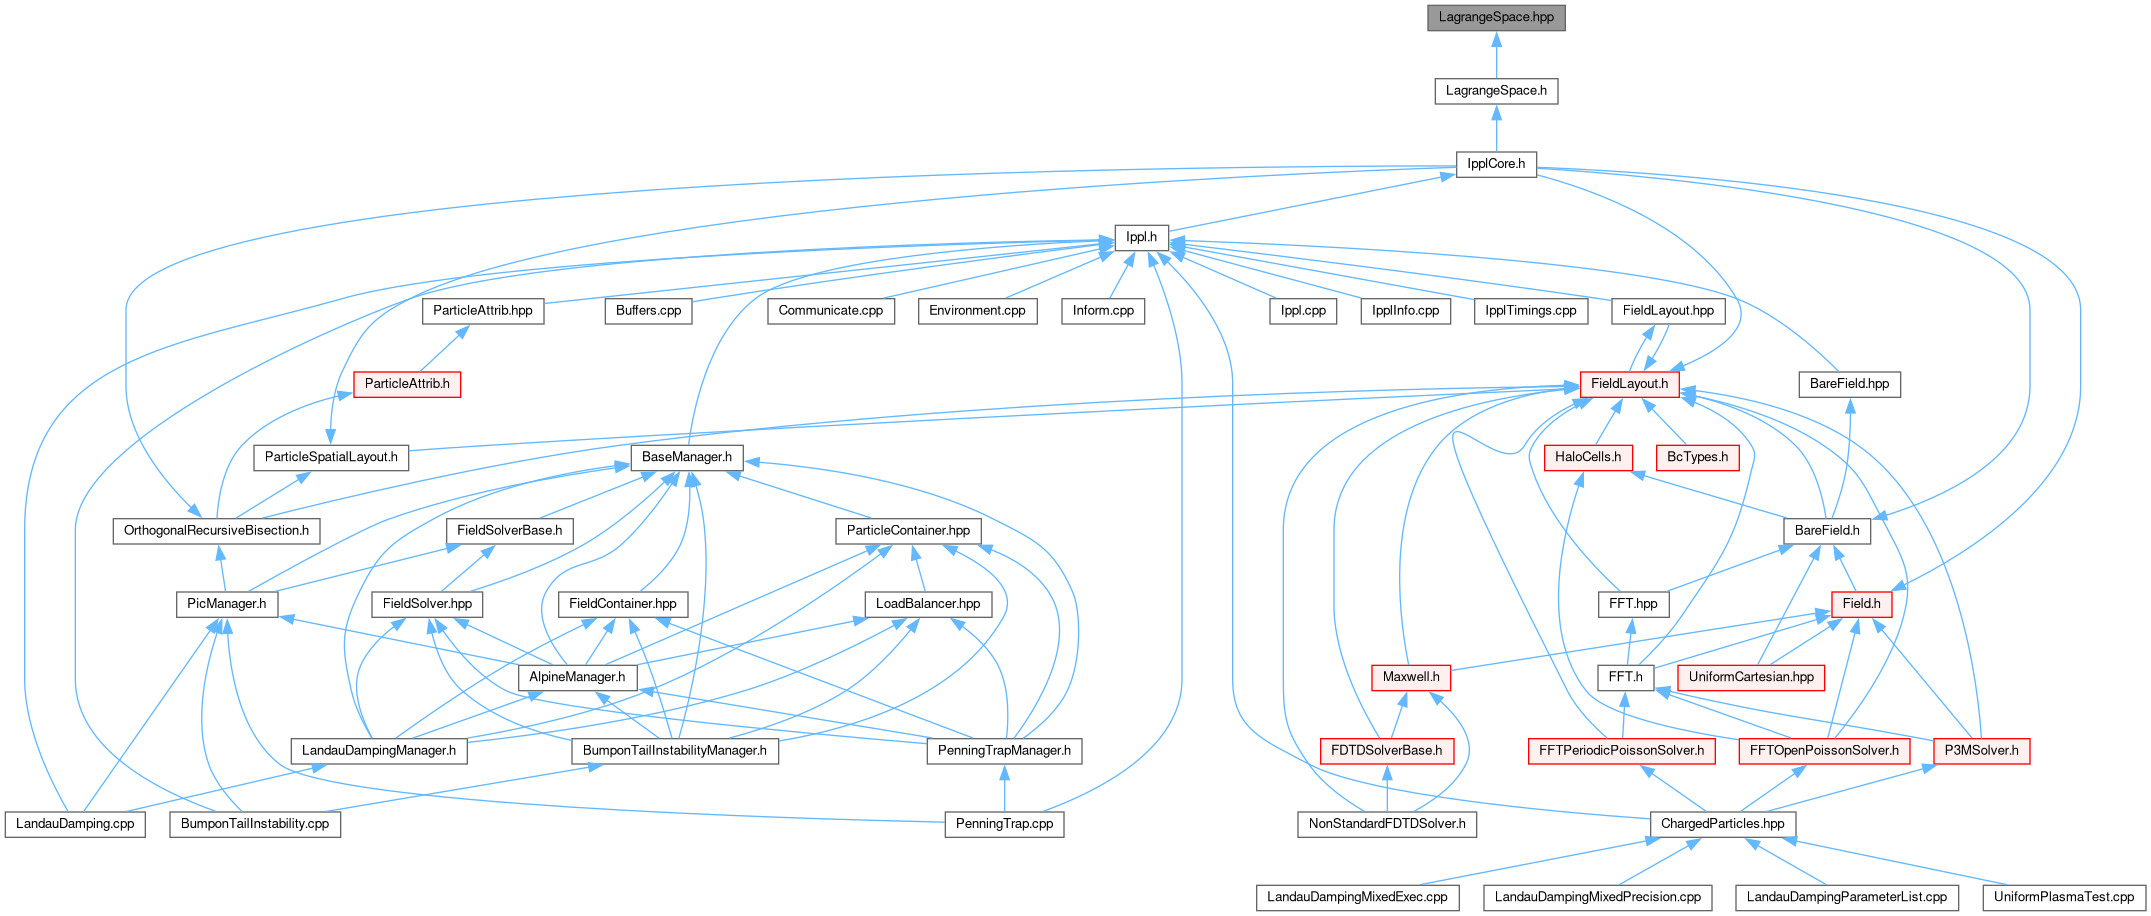 LagrangeSpace.hpp
LagrangeSpace.h
IpplCore.h
Ippl.h
ParticleAttrib.hpp
Buffers.cpp
Communicate.cpp
Environment.cpp
Inform.cpp
Ippl.cpp
IpplInfo.cpp
IpplTimings.cpp
FieldLayout.hpp
ParticleAttrib.h
FieldLayout.h
BareField.hpp
ParticleSpatialLayout.h
BaseManager.h
HaloCells.h
BcTypes.h
OrthogonalRecursiveBisection.h
FieldSolverBase.h
ParticleContainer.hpp
BareField.h
PicManager.h
FieldSolver.hpp
FieldContainer.hpp
LoadBalancer.hpp
FFT.hpp
Field.h
AlpineManager.h
Maxwell.h
FFT.h
UniformCartesian.hpp
LandauDampingManager.h
BumponTailInstabilityManager.h
PenningTrapManager.h
FDTDSolverBase.h
FFTPeriodicPoissonSolver.h
FFTOpenPoissonSolver.h
P3MSolver.h
LandauDamping.cpp
BumponTailInstability.cpp
PenningTrap.cpp
NonStandardFDTDSolver.h
ChargedParticles.hpp
LandauDampingMixedExec.cpp
LandauDampingMixedPrecision.cpp
LandauDampingParameterList.cpp
UniformPlasmaTest.cpp